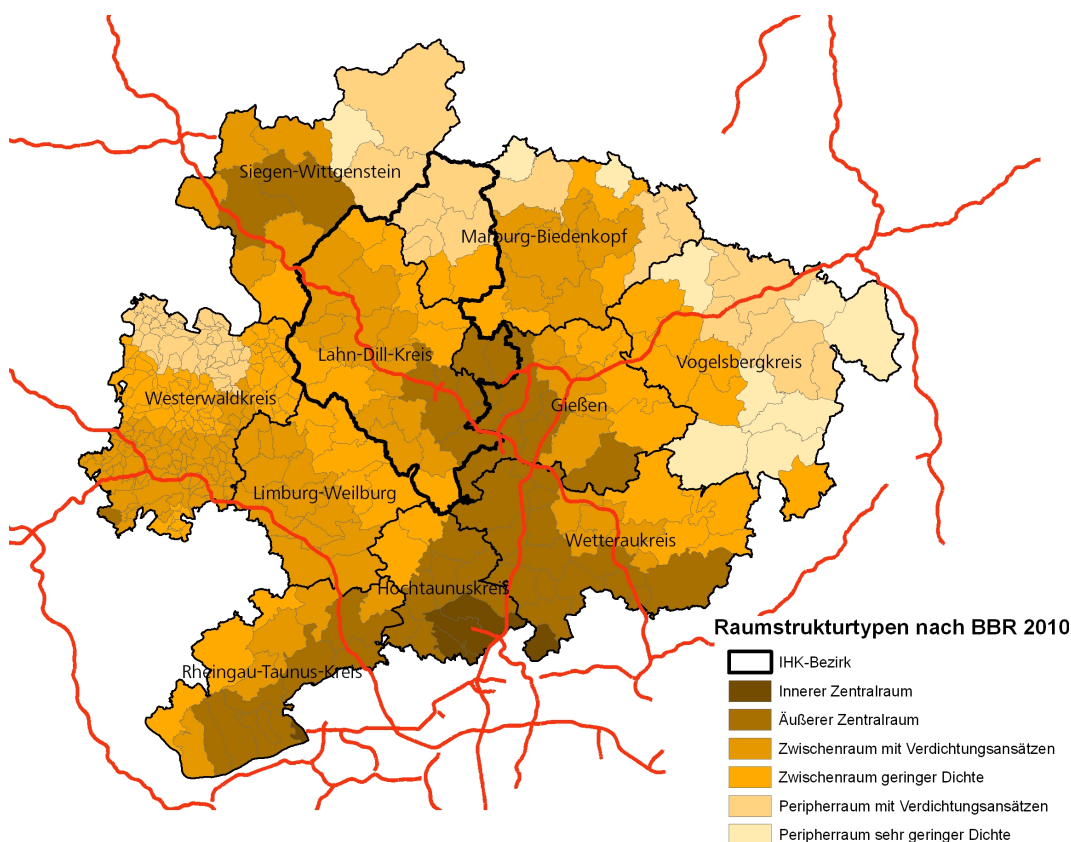 Siegen-Wittgenstein
Marburg-Biedenkopf
Lahn-Dill-Kreis
Vogelsbergkreis
Westerwaldkreis
Gießen
Limburg-Weilburg
Wetteraukreis
Hochtaunuskreis
Rheingau-Taunus-Kreis
Raumstrukturtypen nach BBR 2010
IHK-Bezirk
Innerer Zentralraum
Äußerer Zentralraum
Zwischenraum mit Verdichtungsansätzen
Zwischenraum geringer Dichte
Peripherraum mit Verdichtungsansätzen
Peripherraum sehr geringer Dichte